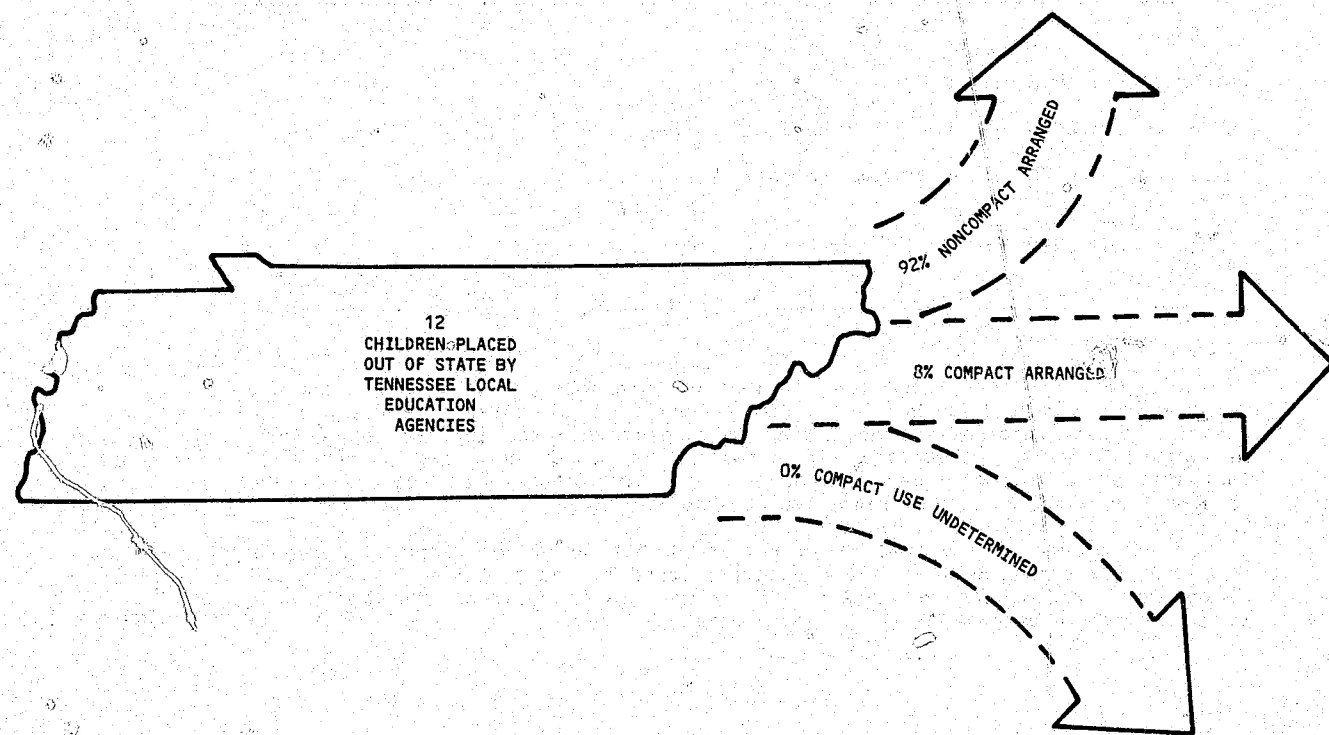 92% NONCOMPACT ARRANGED
12
CHILDREN PLACED
OUT OF STATE BY
TENNESSEE LOCAL
EDUCATION
AGENCIES
8% COMPACT ARRANGED
0% COMPACT USE UNDETERMINED